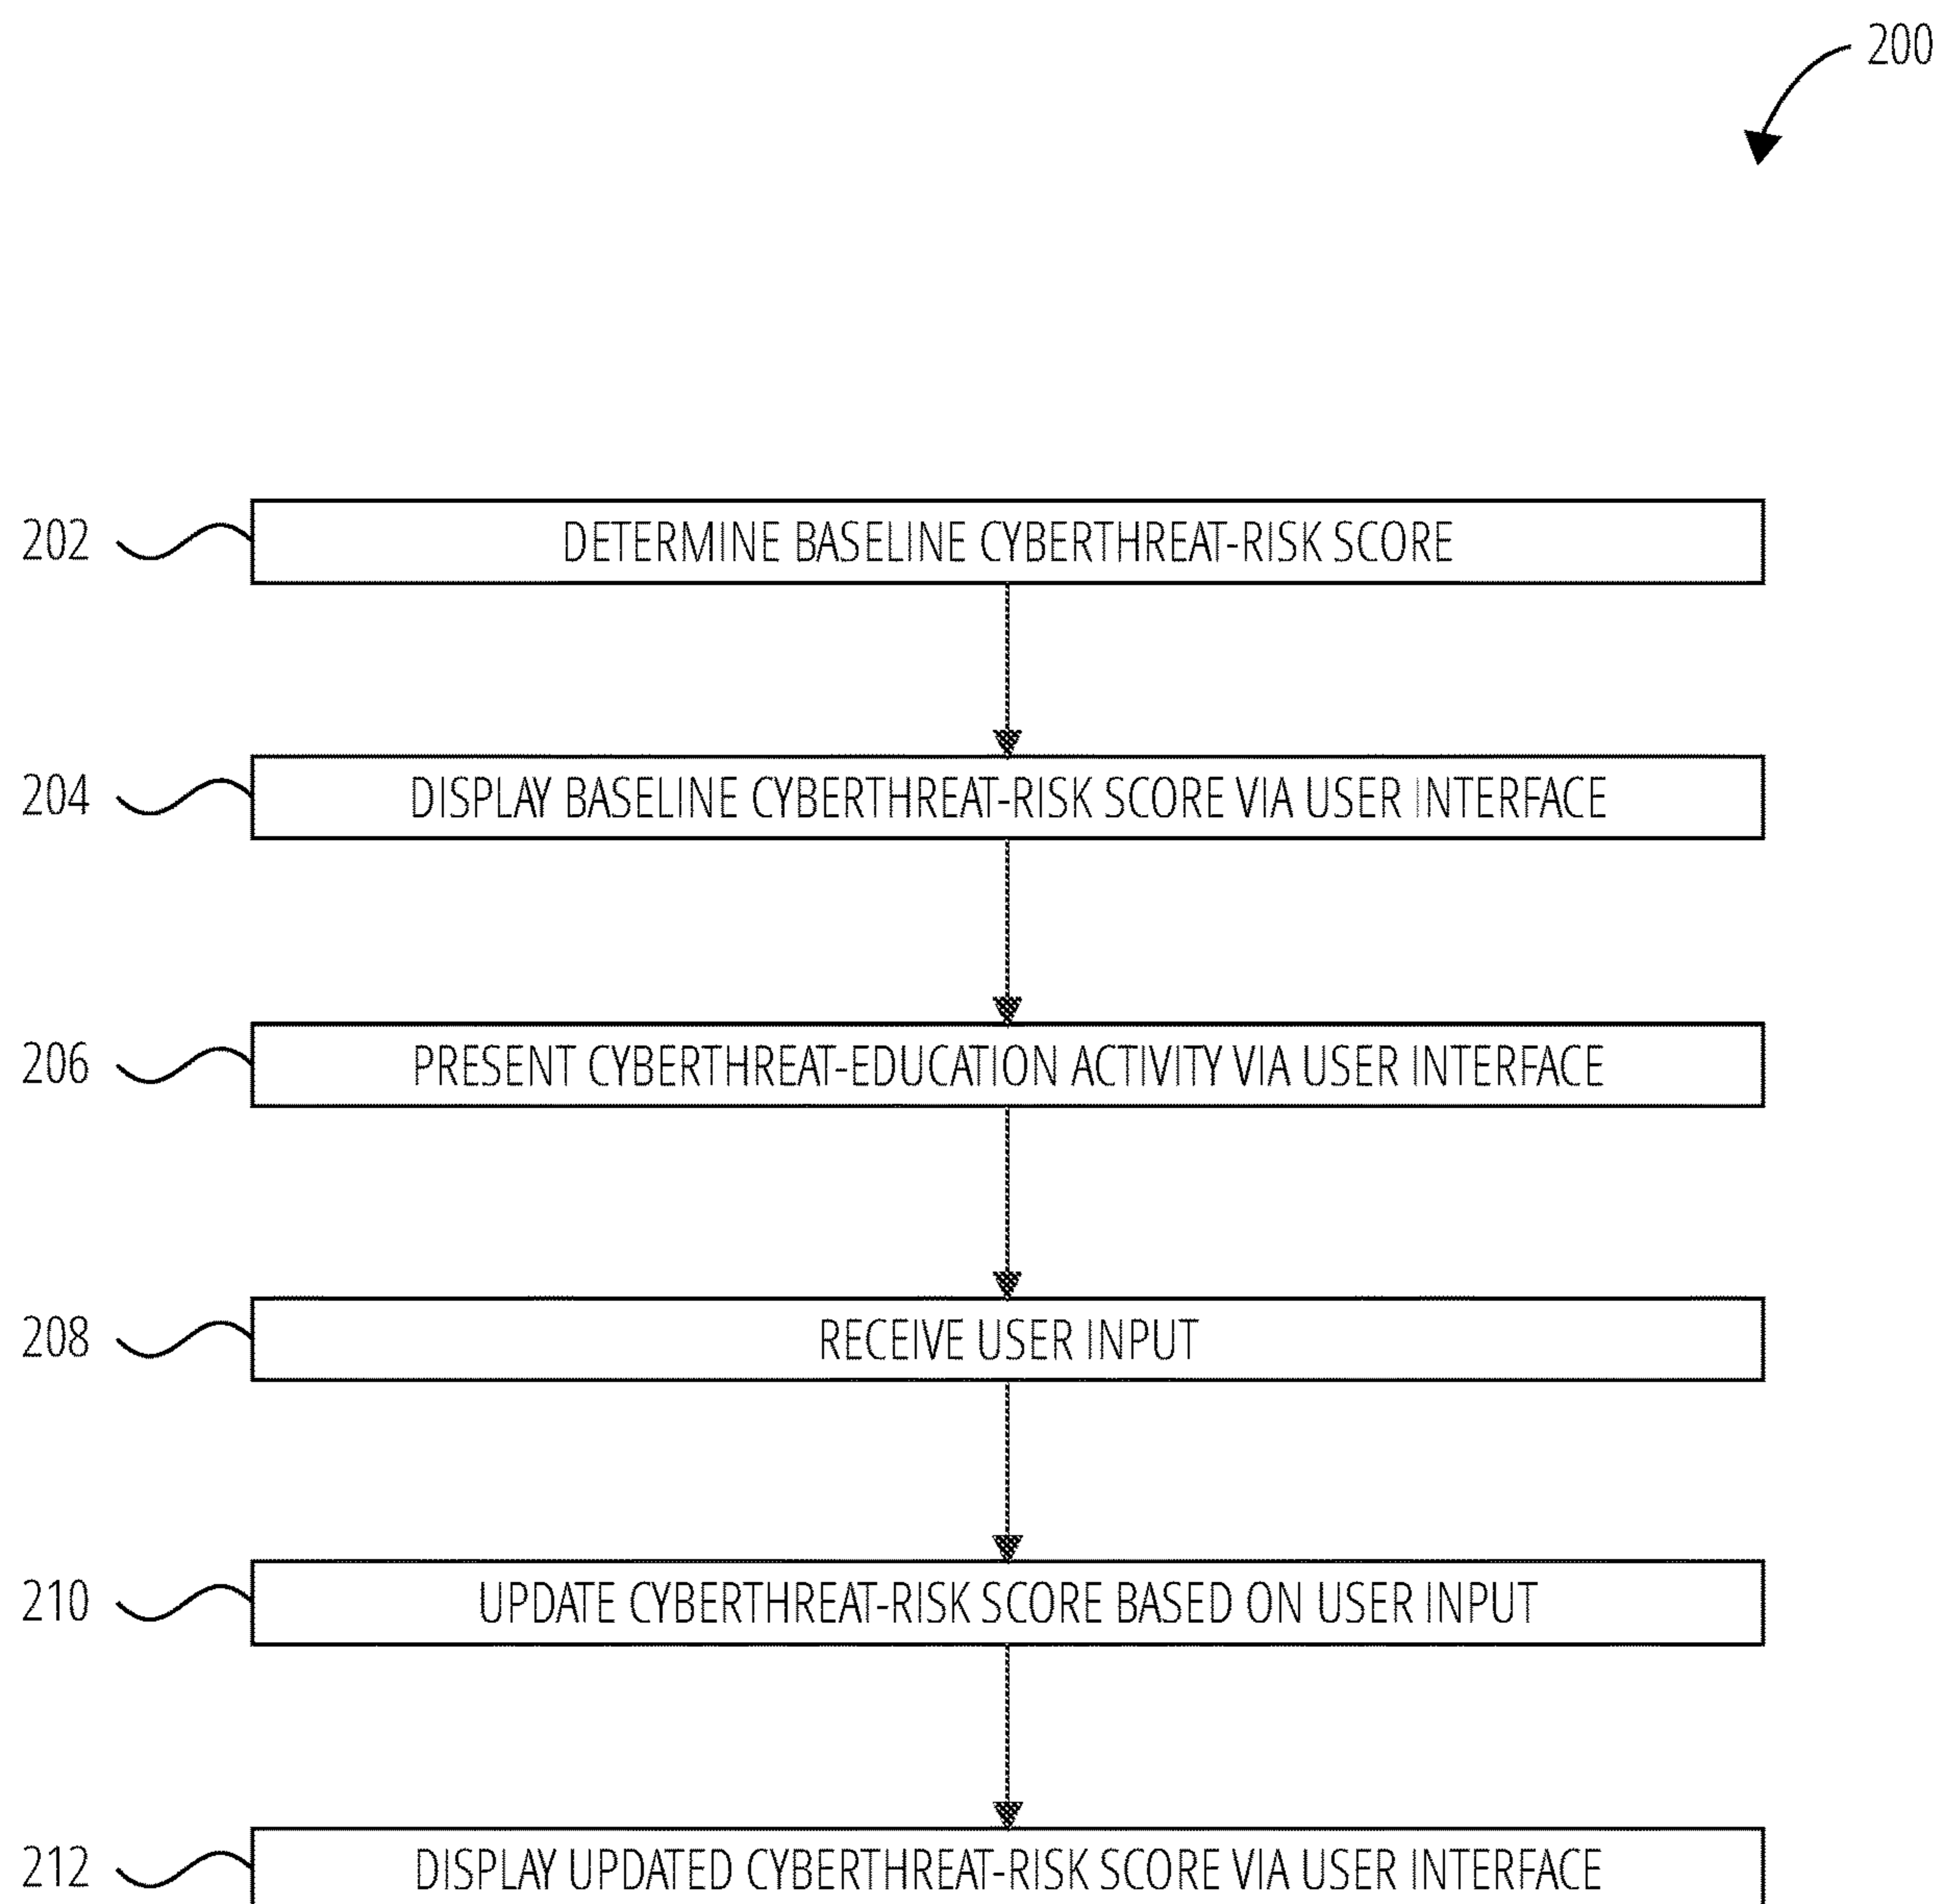 200
202 DETERMINE BASELINE CYBERTHREAT-RISK SCORE
204 DISPLAY BASELINE CYBERTHREAT-RISK SCORE VIA USER INTERFACE
206 PRESENT CYBERTHREAT-EDUCATION ACTIVITY VIA USER INTERFACE
208 RECEIVE USER INPUT
210 UPDATE CYBERTHREAT-RISK SCORE BASED ON USER INPUT
212 DISPLAY UPDATED CYBERTHREAT-RISK SCORE VIA USER INTERFACE